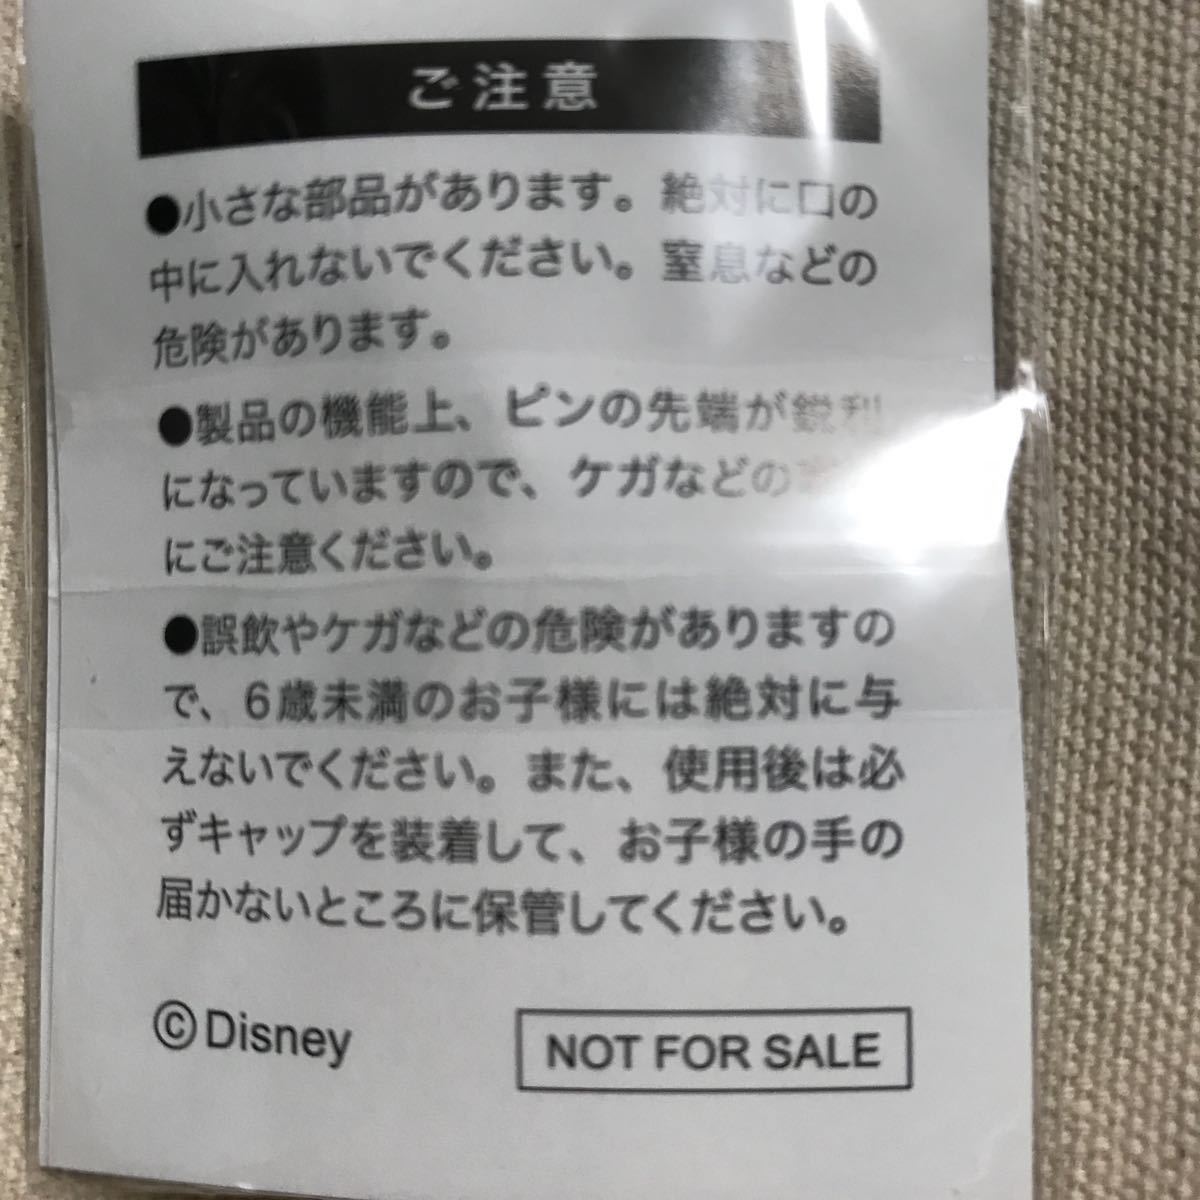 ご注意
●小さな部品があります。絶対に口の
中に入れないでください。窒息などの
危険があります。
●製品の機能上、ピンの先端が鋭利
になっていますので、ケガなどの
にご注意ください。
●誤飲やケガなどの危険がありますの
で、6歳未満のお子様には絶対に与
えないでください。また、使用後は必
ずキャップを装着して、お子様の手の
届かないところに保管してください。
©Disney
NOT FOR SALE